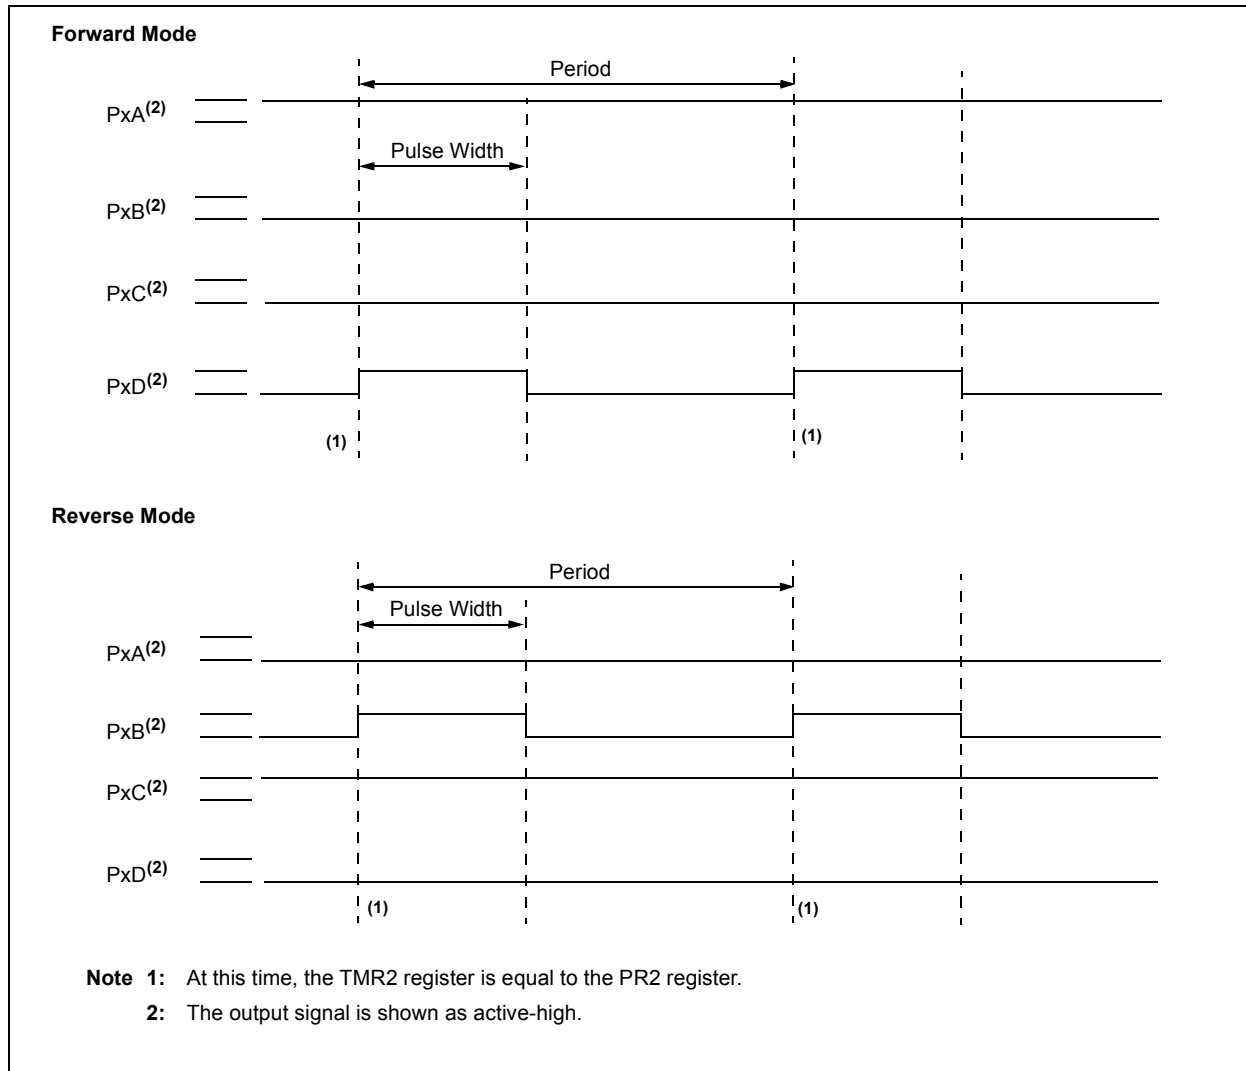 Forward Mode
Period
PxA(2)
Pulse Width
PxB(2)
PxC(2)
PxD(2)
(1) (1)
Reverse Mode
Period
Pulse Width
PxA(2)
PxB(2)
PxC(2)
PxD(2)
(1) (1)
Note 1: At this time, the TMR2 register is equal to the PR2 register.
2: The output signal is shown as active-high.